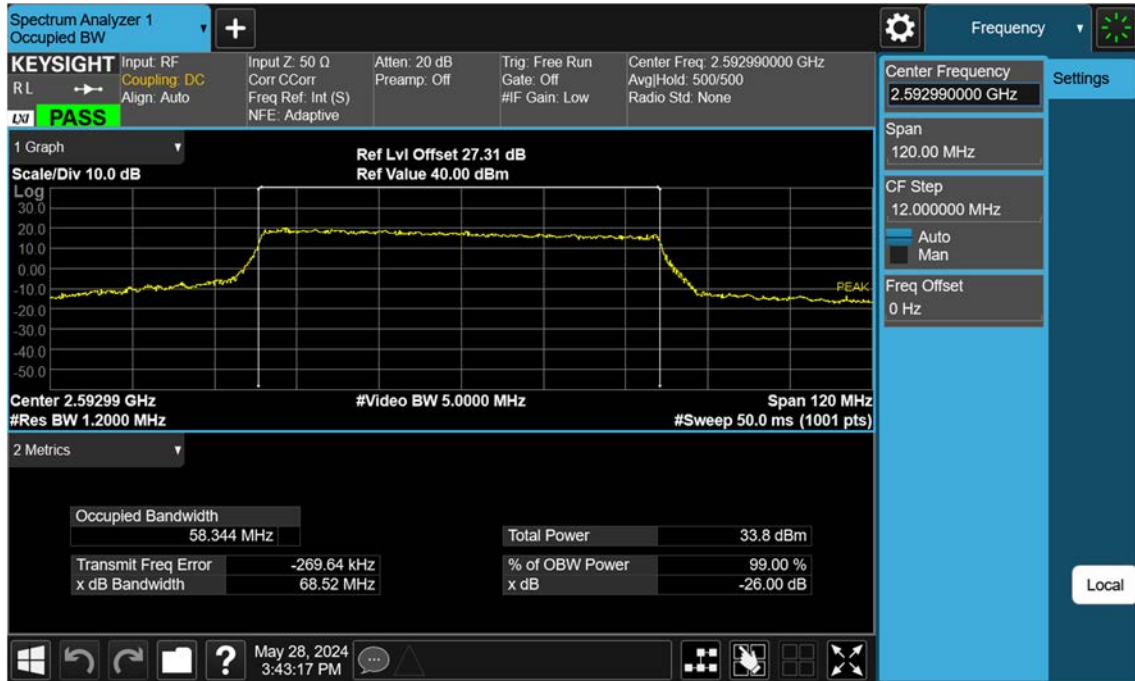 Spectrum Analyzer 1
Occupied BW
+
Frequency
KEYSIGHT
R L
LXI PASS
Input: RF
Coupling: DC
Align: Auto
Input Z: 50 Ω
Corr CCorr
Freq Ref: Int (S)
NFE: Adaptive
Atten: 20 dB
Preamp: Off
Trig: Free Run
Gate: Off
#IF Gain: Low
Center Freq: 2.592990000 GHz
Avg|Hold: 500/500
Radio Std: None
Center Frequency
2.592990000 GHz
Settings
Span
120.00 MHz
CF Step
12.000000 MHz
Auto
Man
Freq Offset
0 Hz
Local
1 Graph
Scale/Div 10.0 dB
Ref Lvl Offset 27.31 dB
Ref Value 40.00 dBm
Log
30.0
20.0
10.0
0.00
-10.0
-20.0
-30.0
-40.0
-50.0
PEAK
Center 2.59299 GHz
#Res BW 1.2000 MHz
#Video BW 5.0000 MHz
Span 120 MHz
#Sweep 50.0 ms (1001 pts)
2 Metrics
Occupied Bandwidth
58.344 MHz
Transmit Freq Error -269.64 kHz
x dB Bandwidth 68.52 MHz
Total Power 33.8 dBm
% of OBW Power 99.00 %
x dB -26.00 dB
?
May 28, 2024
3:43:17 PM